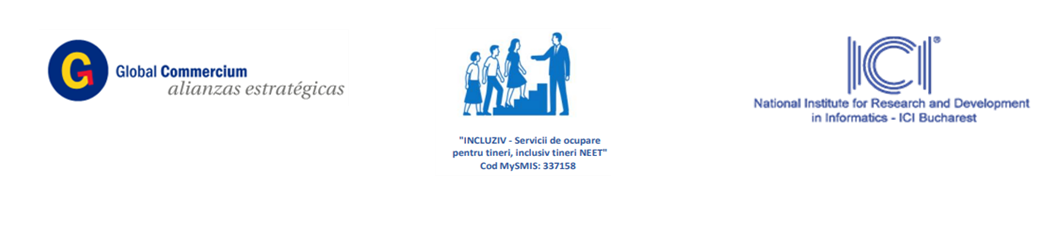 G
Global Commercium
alianzas estratégicas
"INCLUZIV - Servicii de ocupare
pentru tineri, inclusiv tineri NEET"
Cod MySMIS: 337158
ICI®
National Institute for Research and Development
in Informatics - ICI Bucharest